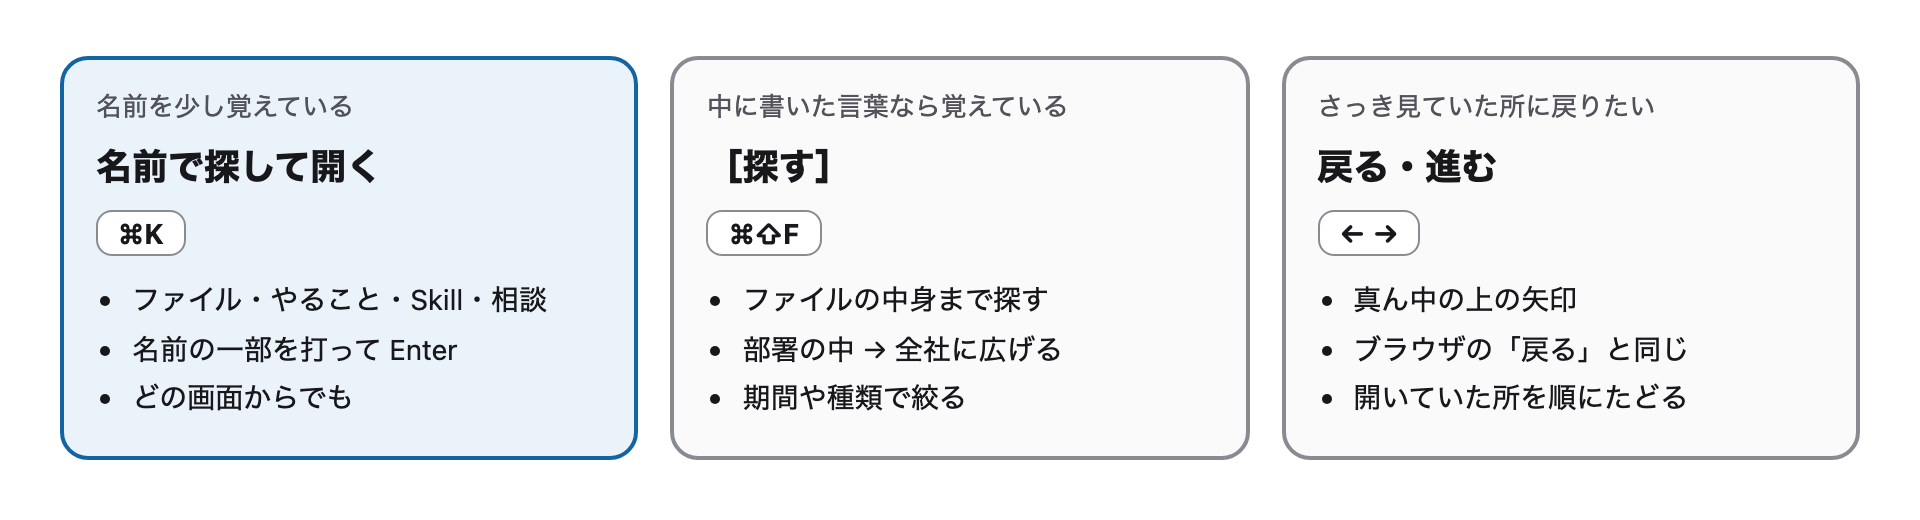 名前を少し覚えている
名前で探して開く
⌘K
• ファイル・やること・Skill・相談
• 名前の一部を打って Enter
• どの画面からでも
中に書いた言葉なら覚えている
［探す］
⌘⇧F
• ファイルの中身まで探す
• 部署の中 → 全社に広げる
• 期間や種類で絞る
さっき見ていた所に戻りたい
戻る・進む
← →
• 真ん中の上の矢印
• ブラウザの「戻る」と同じ
• 開いていた所を順にたどる